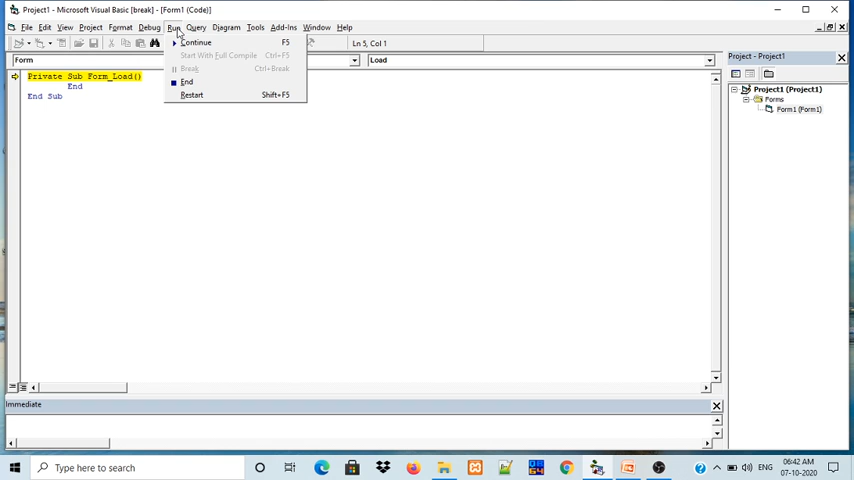 Project1 - Microsoft Visual Basic [break] - [Form1 (Code)]
File Edit View Project Format Debug Run Query Diagram Tools Add-Ins Window Help
Ln 5, Col 1
Continue F5
Start With Full Compile Ctrl+F5
Break Ctrl+Break
End
Restart Shift+F5
Form
Load
Private Sub Form_Load()
End
End Sub
Project - Project1
Project1 (Project1)
Forms
Form1 (Form1)
Immediate
Type here to search
64
ENG
06:42 AM
07-10-2020